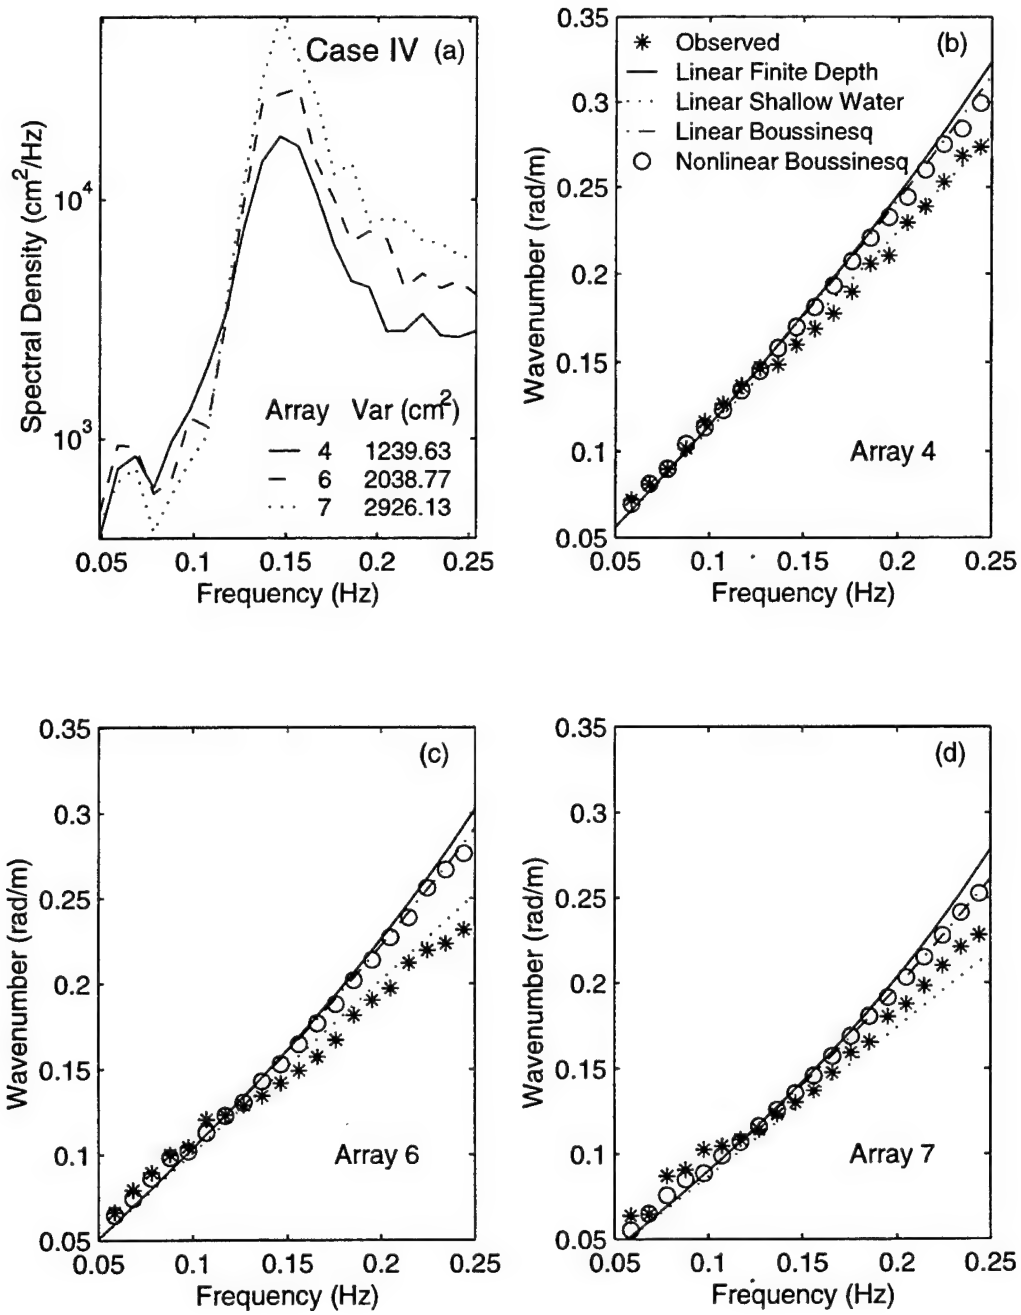 Case IV (a)
Spectral Density (cm²/Hz)
10⁴
10³
Array Var (cm²)
4 1239.63
6 2038.77
7 2926.13
0.05 0.1 0.15 0.2 0.25
Frequency (Hz)
(b)
Observed
Linear Finite Depth
Linear Shallow Water
Linear Boussinesq
Nonlinear Boussinesq
Wavenumber (rad/m)
0.35
0.3
0.25
0.2
0.15
0.1
0.05
Array 4
0.05 0.1 0.15 0.2 0.25
Frequency (Hz)
(c)
Wavenumber (rad/m)
0.35
0.3
0.25
0.2
0.15
0.1
0.05
Array 6
0.05 0.1 0.15 0.2 0.25
Frequency (Hz)
(d)
Wavenumber (rad/m)
0.35
0.3
0.25
0.2
0.15
0.1
0.05
Array 7
0.05 0.1 0.15 0.2 0.25
Frequency (Hz)